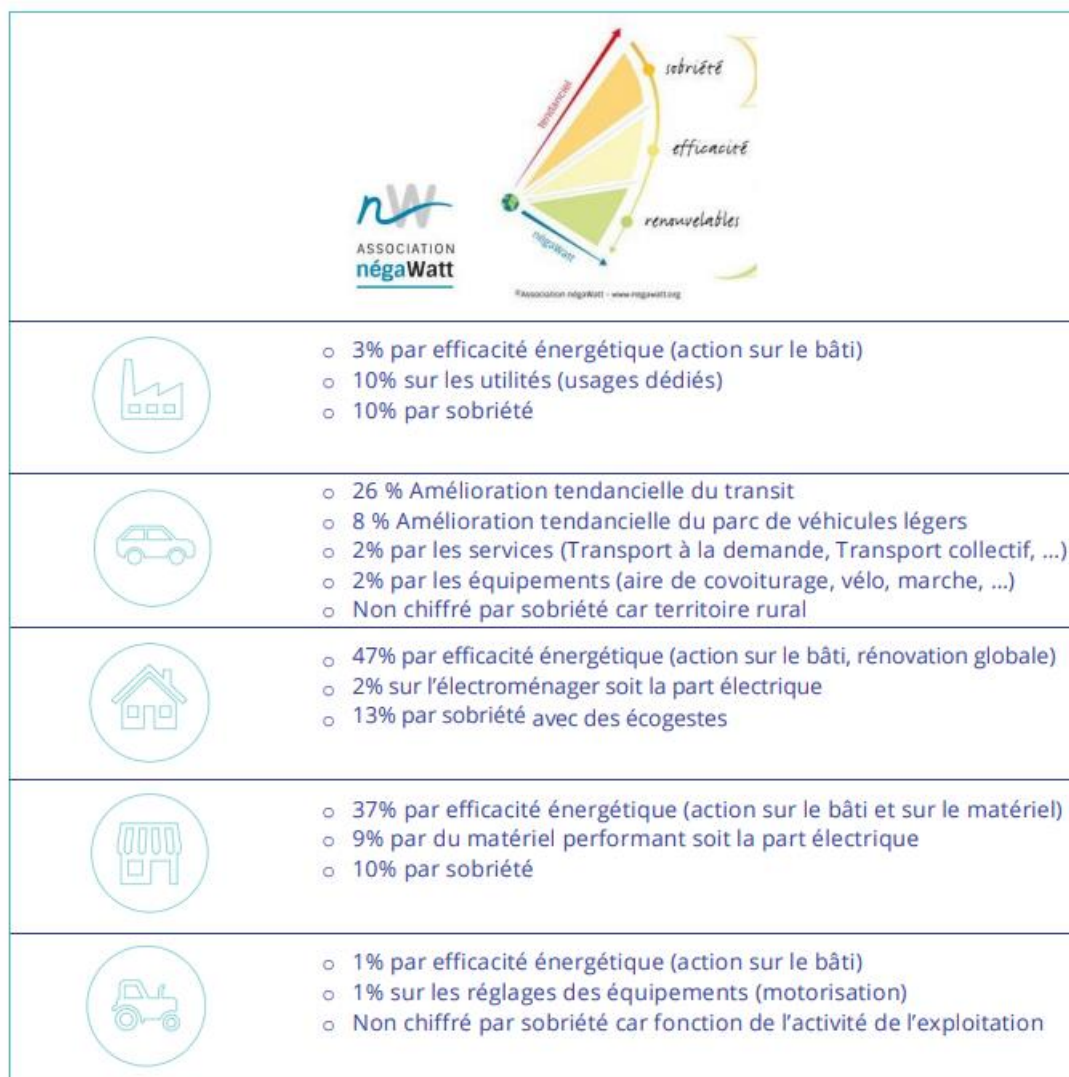 tendanciel
sobriété
efficacité
renouvelables
négaWatt
nW
ASSOCIATION
négaWatt
©Association négaWatt - www.negawatt.org
o 3% par efficacité énergétique (action sur le bâti)
o 10% sur les utilités (usages dédiés)
o 10% par sobriété
o 26 % Amélioration tendancielle du transit
o 8 % Amélioration tendancielle du parc de véhicules légers
o 2% par les services (Transport à la demande, Transport collectif, ...)
o 2% par les équipements (aire de covoiturage, vélo, marche, ...)
o Non chiffré par sobriété car territoire rural
o 47% par efficacité énergétique (action sur le bâti, rénovation globale)
o 2% sur l'électroménager soit la part électrique
o 13% par sobriété avec des écogestes
o 37% par efficacité énergétique (action sur le bâti et sur le matériel)
o 9% par du matériel performant soit la part électrique
o 10% par sobriété
o 1% par efficacité énergétique (action sur le bâti)
o 1% sur les réglages des équipements (motorisation)
o Non chiffré par sobriété car fonction de l'activité de l'exploitation